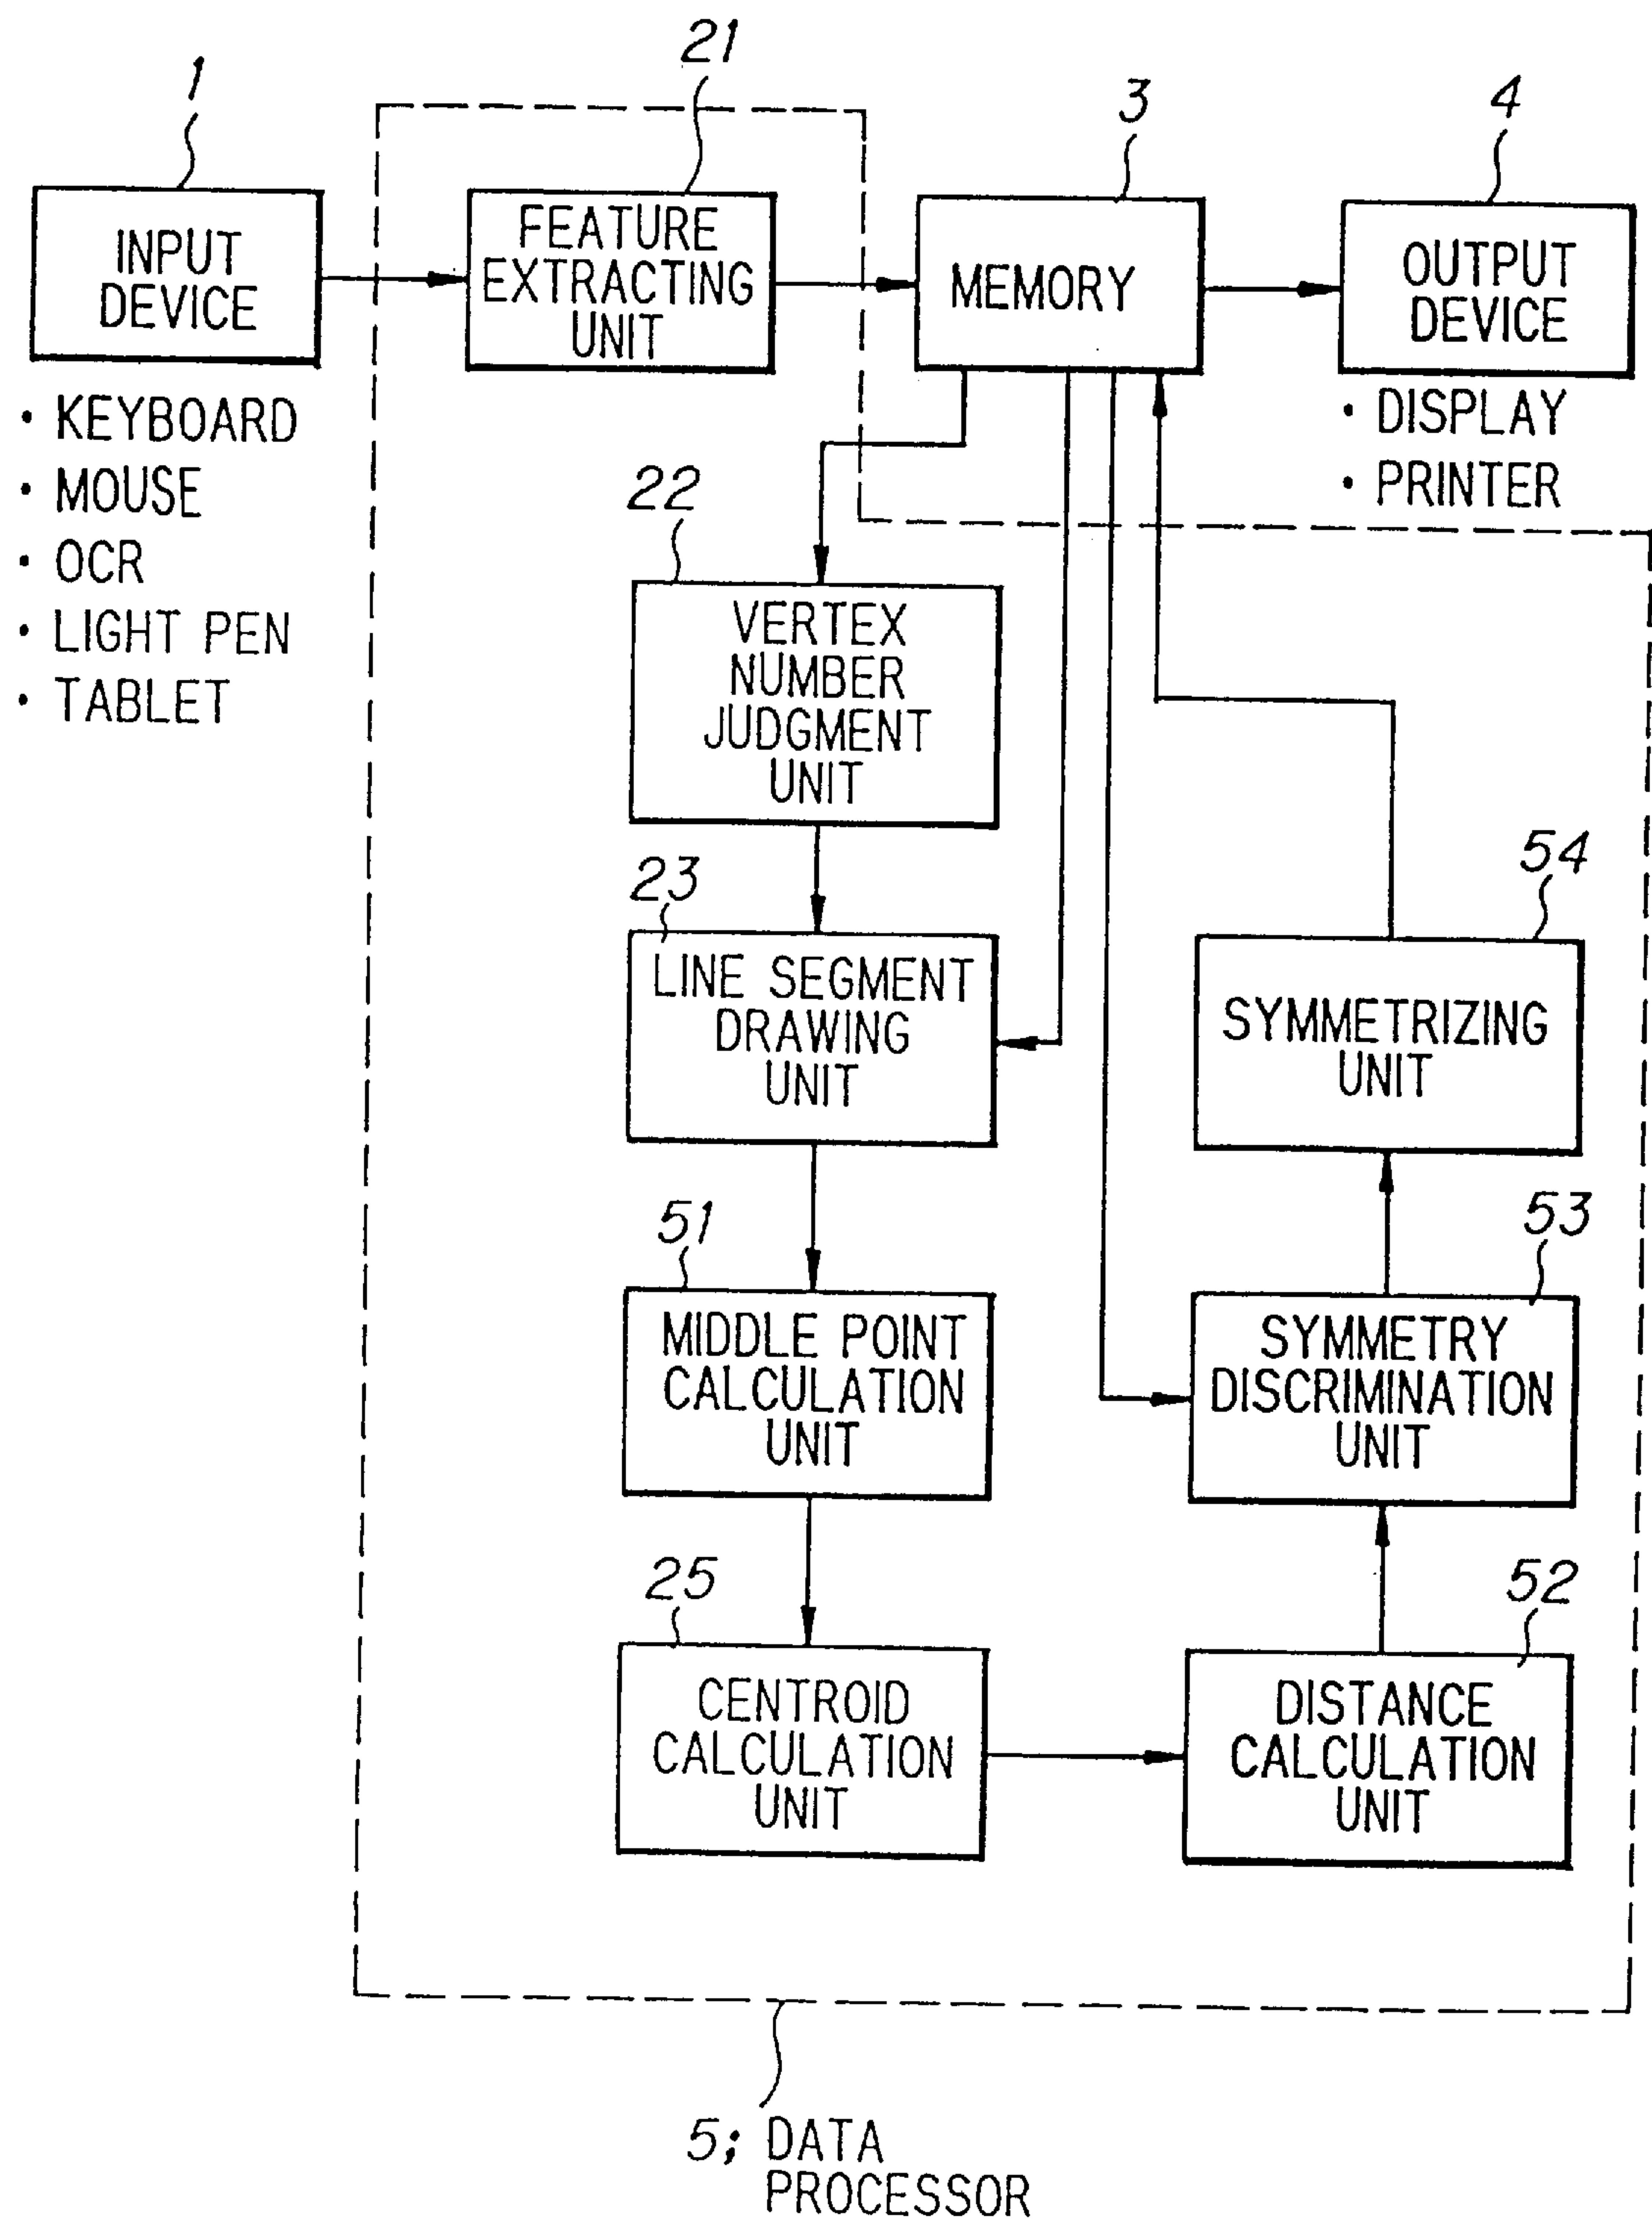 1
21
3
4
INPUT
DEVICE
FEATURE
EXTRACTING
UNIT
MEMORY
OUTPUT
DEVICE
· KEYBOARD
· MOUSE
· OCR
· LIGHT PEN
· TABLET
· DISPLAY
· PRINTER
22
VERTEX
NUMBER
JUDGMENT
UNIT
23
LINE SEGMENT
DRAWING
UNIT
54
SYMMETRIZING
UNIT
51
MIDDLE POINT
CALCULATION
UNIT
53
SYMMETRY
DISCRIMINATION
UNIT
25
CENTROID
CALCULATION
UNIT
52
DISTANCE
CALCULATION
UNIT
5; DATA
PROCESSOR